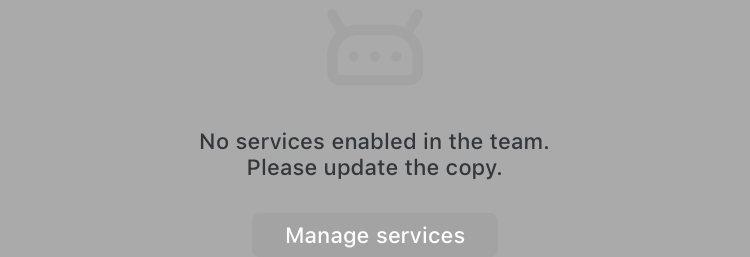 No services enabled in the team.
Please update the copy.
Manage services